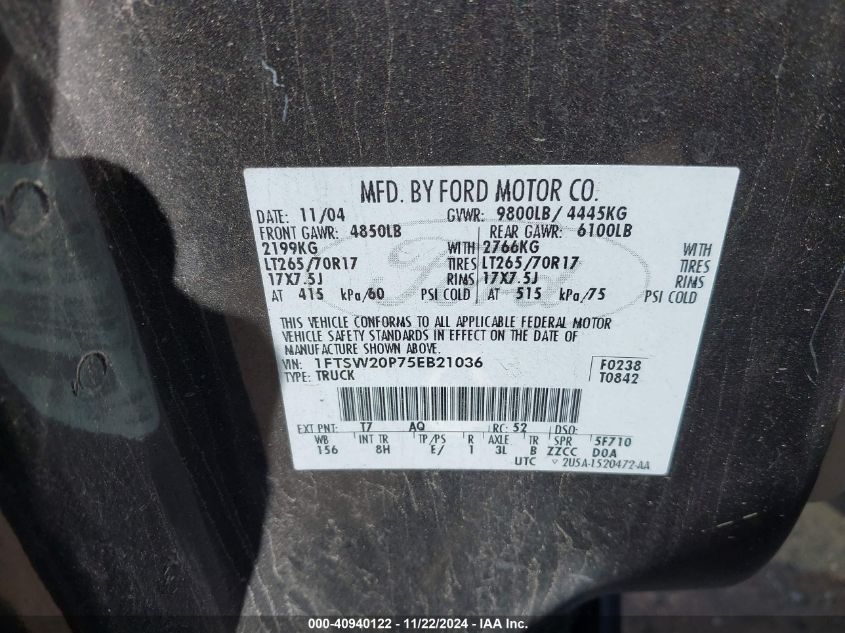 MFD. BY FORD MOTOR CO.
DATE: 11/04 GVWR: 9800LB/ 4445KG
FRONT GAWR: 4850LB REAR GAWR: 6100LB
2199KG WITH 2766KG WITH
LT265/70R17 TIRES LT265/70R17 TIRES
17X7.5J RIMS 17X7.5J RIMS
AT 415 kPa/60 PSI COLD AT 515 kPa/75 PSI COLD
Ford
THIS VEHICLE CONFORMS TO ALL APPLICABLE FEDERAL MOTOR
VEHICLE SAFETY STANDARDS IN EFFECT ON THE DATE OF
MANUFACTURE SHOWN ABOVE.
VIN: 1FTSW20P75EB21036 F0238
TYPE: TRUCK T0842
EXT PNT: T7 AQ RC: 52 DSO:
WB INT TR TP/PS R AXLE TR SPR 5F710
156 8H E/ 1 3L B ZZCC D0A
UTC ▽ 2U5A-1520472-AA
000-40940122 - 11/22/2024 - IAA Inc.